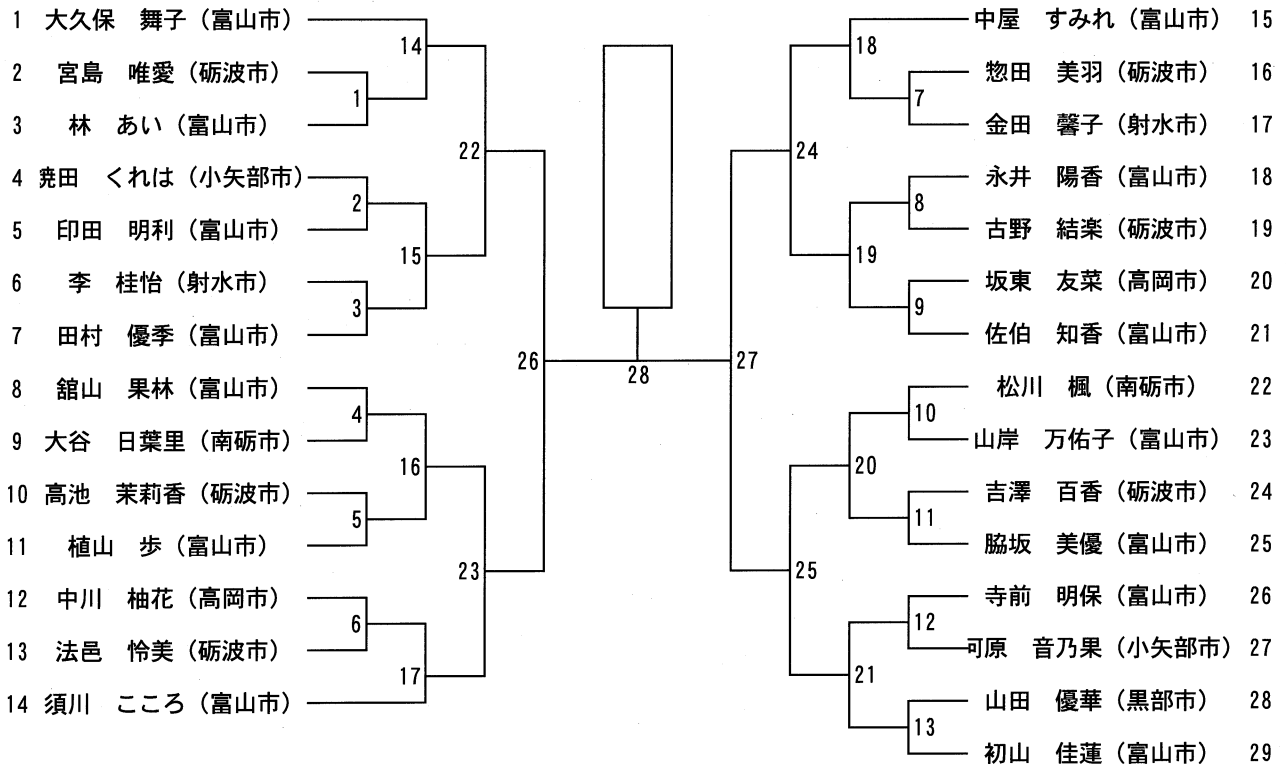 1 大久保 舞子（富山市）
2 宮島 唯愛（砺波市）
3 林 あい（富山市）
4 尭田 くれは（小矢部市）
5 印田 明利（富山市）
6 李 桂怡（射水市）
7 田村 優季（富山市）
8 舘山 果林（富山市）
9 大谷 日葉里（南砺市）
10 高池 茉莉香（砺波市）
11 植山 歩（富山市）
12 中川 柚花（高岡市）
13 法邑 怜美（砺波市）
14 須川 こころ（富山市）
1
2
3
4
5
6
14
15
16
17
22
23
26
28
27
24
25
18
19
20
21
7
8
9
10
11
12
13
中屋 すみれ（富山市） 15
惣田 美羽（砺波市） 16
金田 馨子（射水市） 17
永井 陽香（富山市） 18
古野 結楽（砺波市） 19
坂東 友菜（高岡市） 20
佐伯 知香（富山市） 21
松川 楓（南砺市） 22
山岸 万佑子（富山市） 23
吉澤 百香（砺波市） 24
脇坂 美優（富山市） 25
寺前 明保（富山市） 26
可原 音乃果（小矢部市） 27
山田 優華（黒部市） 28
初山 佳蓮（富山市） 29